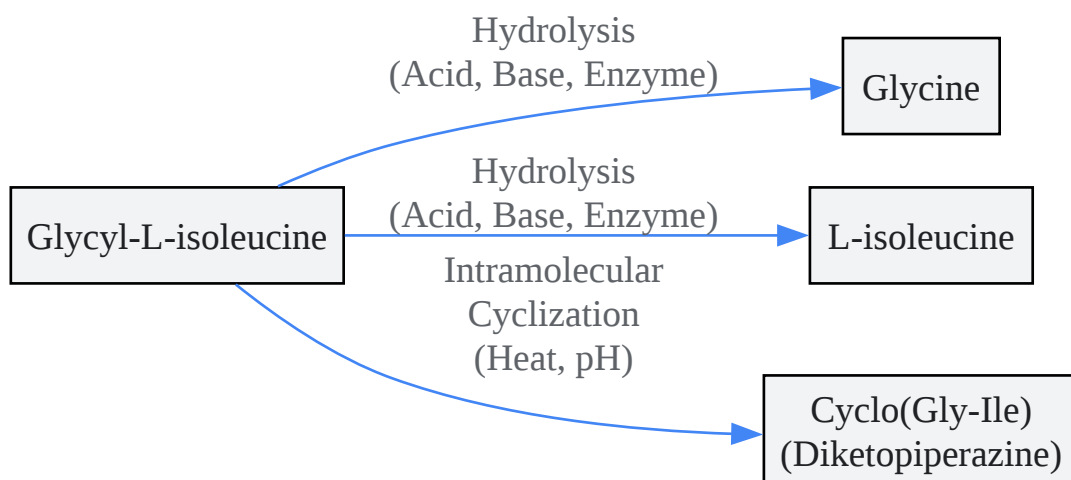 Hydrolysis
(Acid, Base, Enzyme)
Glycine
Hydrolysis
(Acid, Base, Enzyme)
Glycyl-L-isoleucine
L-isoleucine
Intramolecular
Cyclization
(Heat, pH)
Cyclo(Gly-Ile)
(Diketopiperazine)